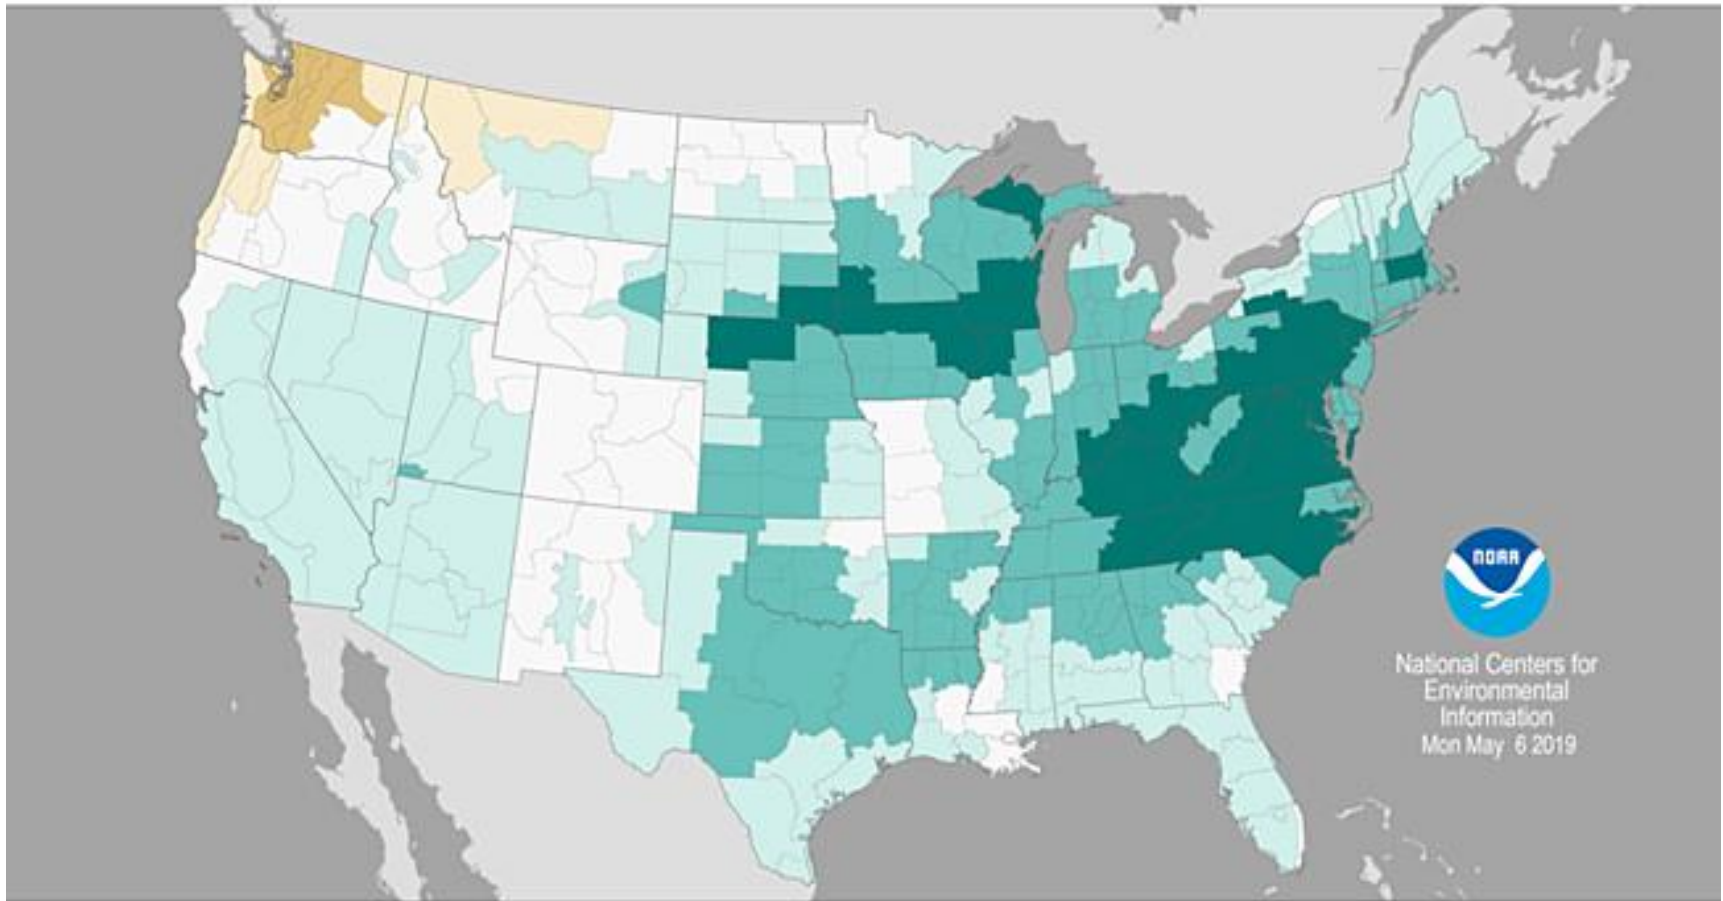 NOAA
National Centers for
Environmental
Information
Mon May 6 2019